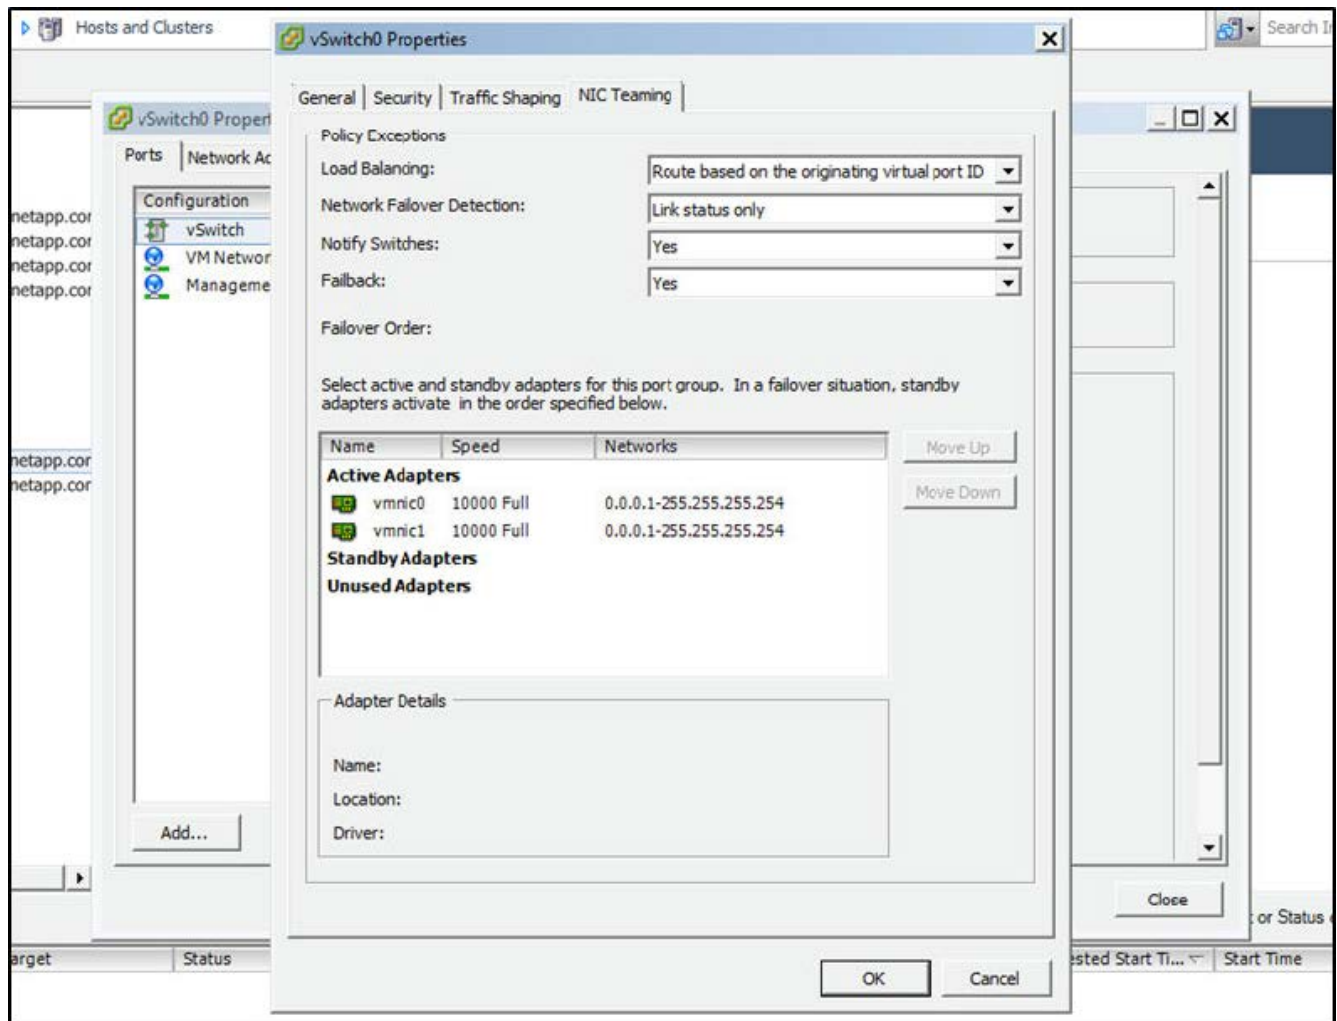 Hosts and Clusters
Search In
vSwitch0 Properties
General Security Traffic Shaping NIC Teaming
vSwitch0 Propert
Ports Network Ad
Configuration
vSwitch
VM Networ
Manageme
Add...
netapp.cor
netapp.cor
netapp.cor
netapp.cor
netapp.cor
netapp.cor
Policy Exceptions
Load Balancing: Route based on the originating virtual port ID
Network Failover Detection: Link status only
Notify Switches: Yes
Failback: Yes
Failover Order:
Select active and standby adapters for this port group. In a failover situation, standby
adapters activate in the order specified below.
Name Speed Networks
Active Adapters
vmnic0 10000 Full 0.0.0.1-255.255.255.254
vmnic1 10000 Full 0.0.0.1-255.255.255.254
Standby Adapters
Unused Adapters
Move Up
Move Down
Adapter Details
Name:
Location:
Driver:
Close
OK Cancel
or Status
arget Status ested Start Ti... Start Time